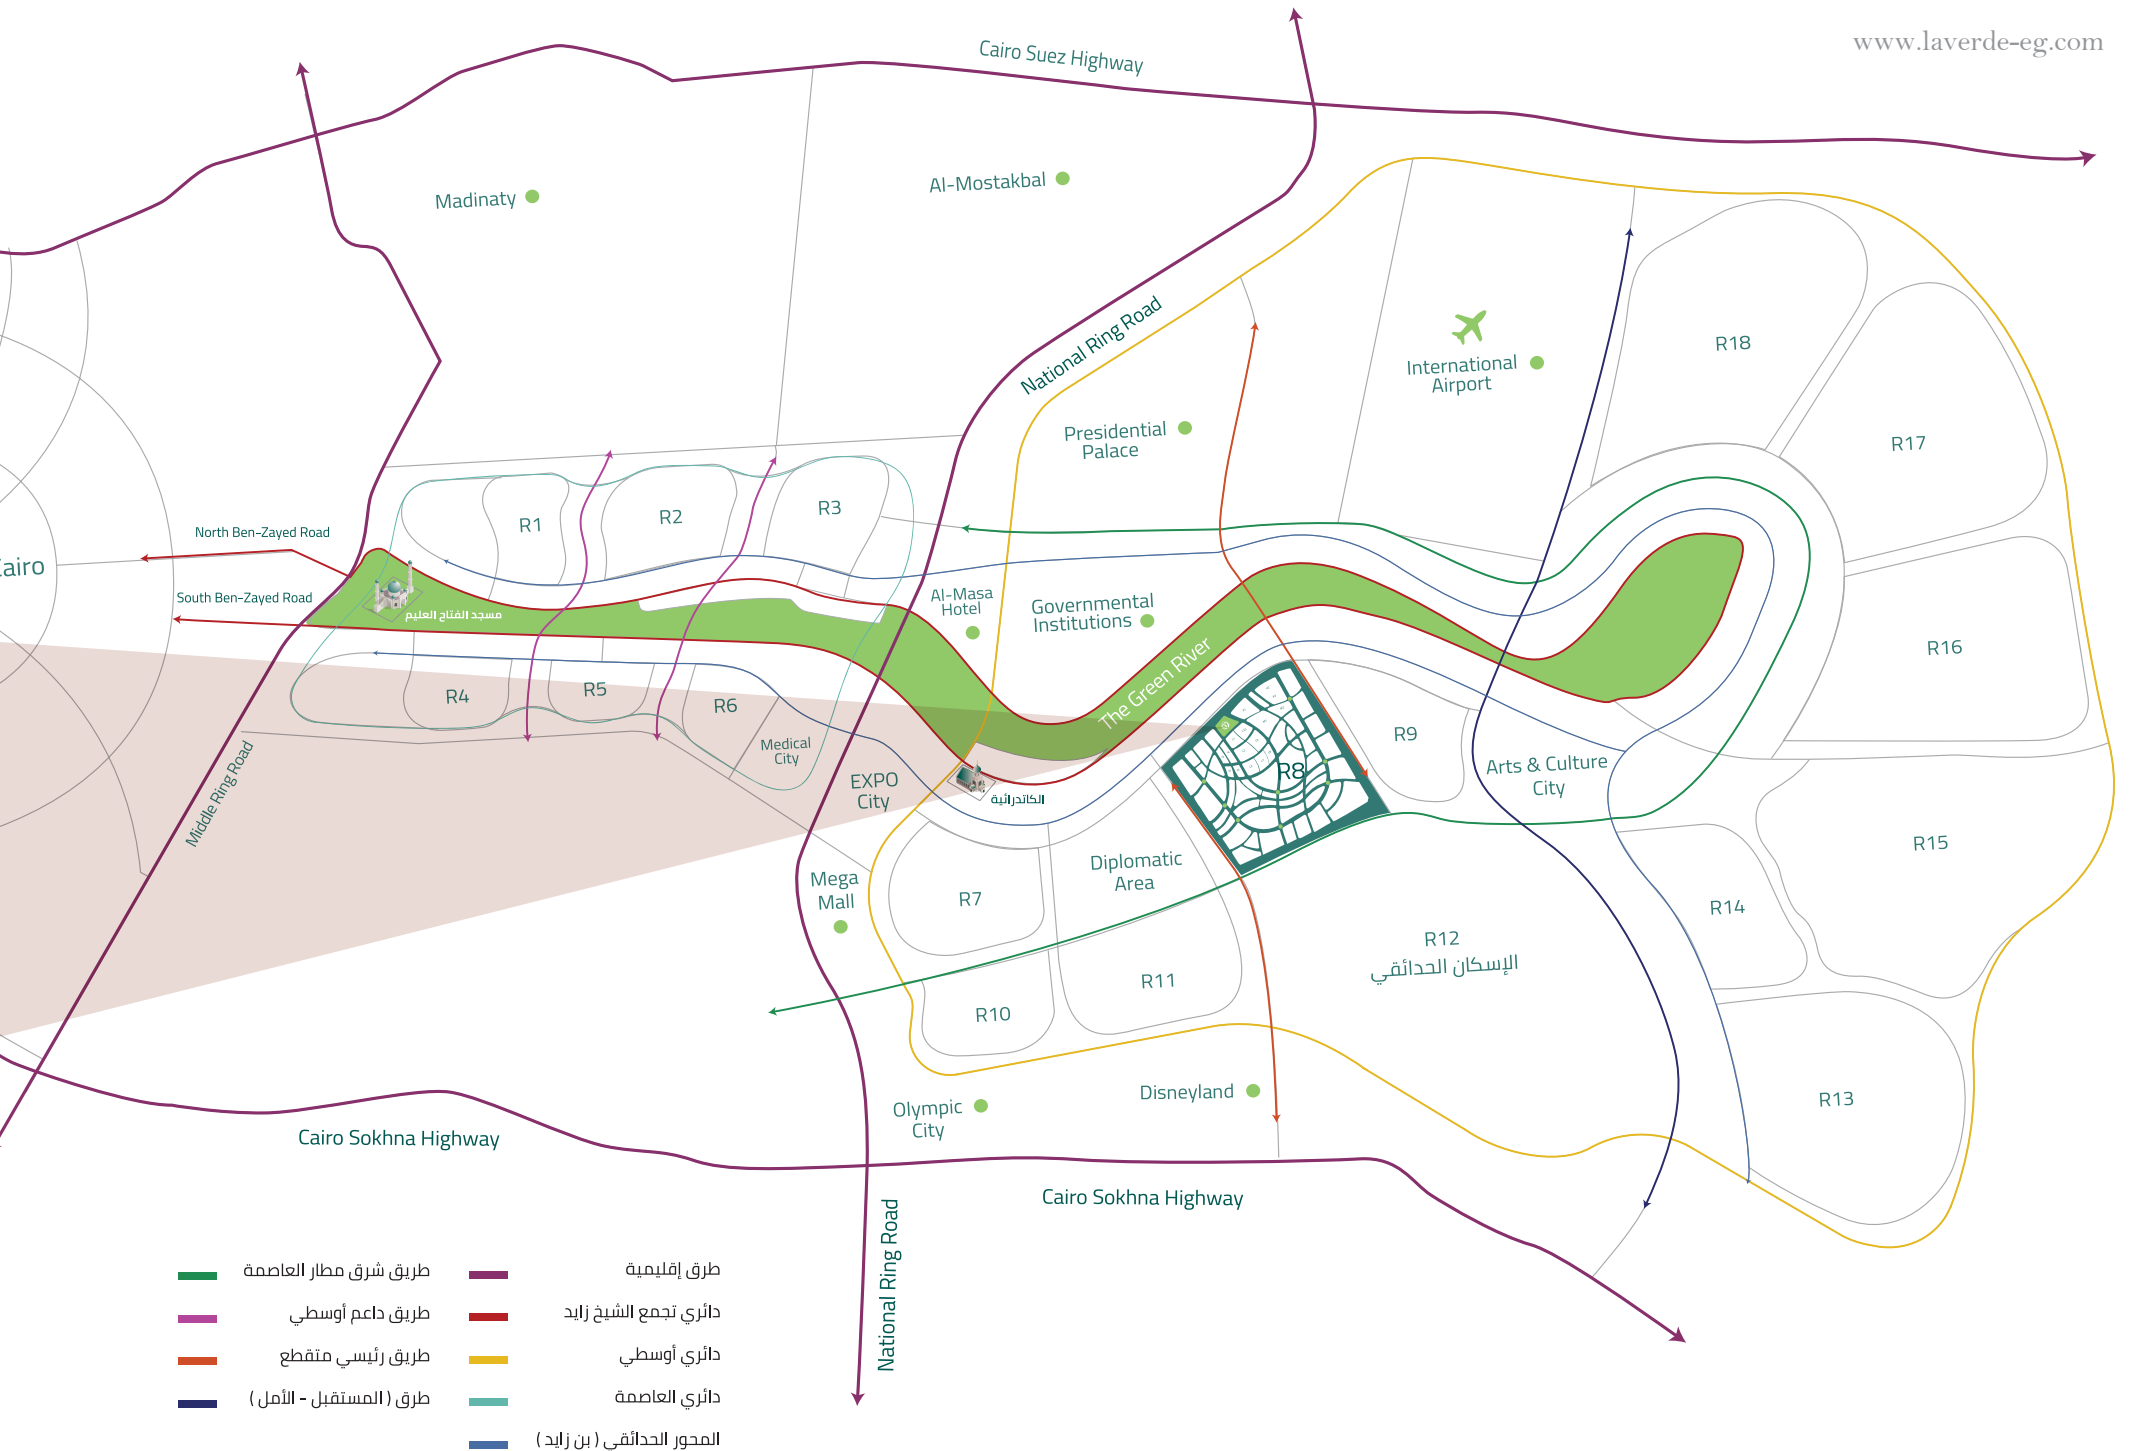 www.laverde-eg.com
Cairo Suez Highway
Madinaty
Al-Mostakbal
National Ring Road
International
Airport
R18
R17
Presidential
Palace
R1
R2
R3
North Ben-Zayed Road
Cairo
South Ben-Zayed Road
مسجد الفتاح العليم
Al-Masa
Hotel
Governmental
Institutions
The Green River
R16
R4
R5
R6
Medical
City
EXPO
City
الكاتدرائية
R8
R9
Arts & Culture
City
Middle Ring Road
R15
Mega
Mall
R7
Diplomatic
Area
R14
R12
الإسكان الحدائقي
R10
R11
R13
Olympic
City
Disneyland
Cairo Sokhna Highway
Cairo Sokhna Highway
National Ring Road
طرق إقليمية
دائري تجمع الشيخ زايد
دائري أوسطي
دائري العاصمة
المحور الحدائقي ( بن زايد )
طريق شرق مطار العاصمة
طريق داعم أوسطي
طريق رئيسي متقطع
طرق ( المستقبل - الأمل )